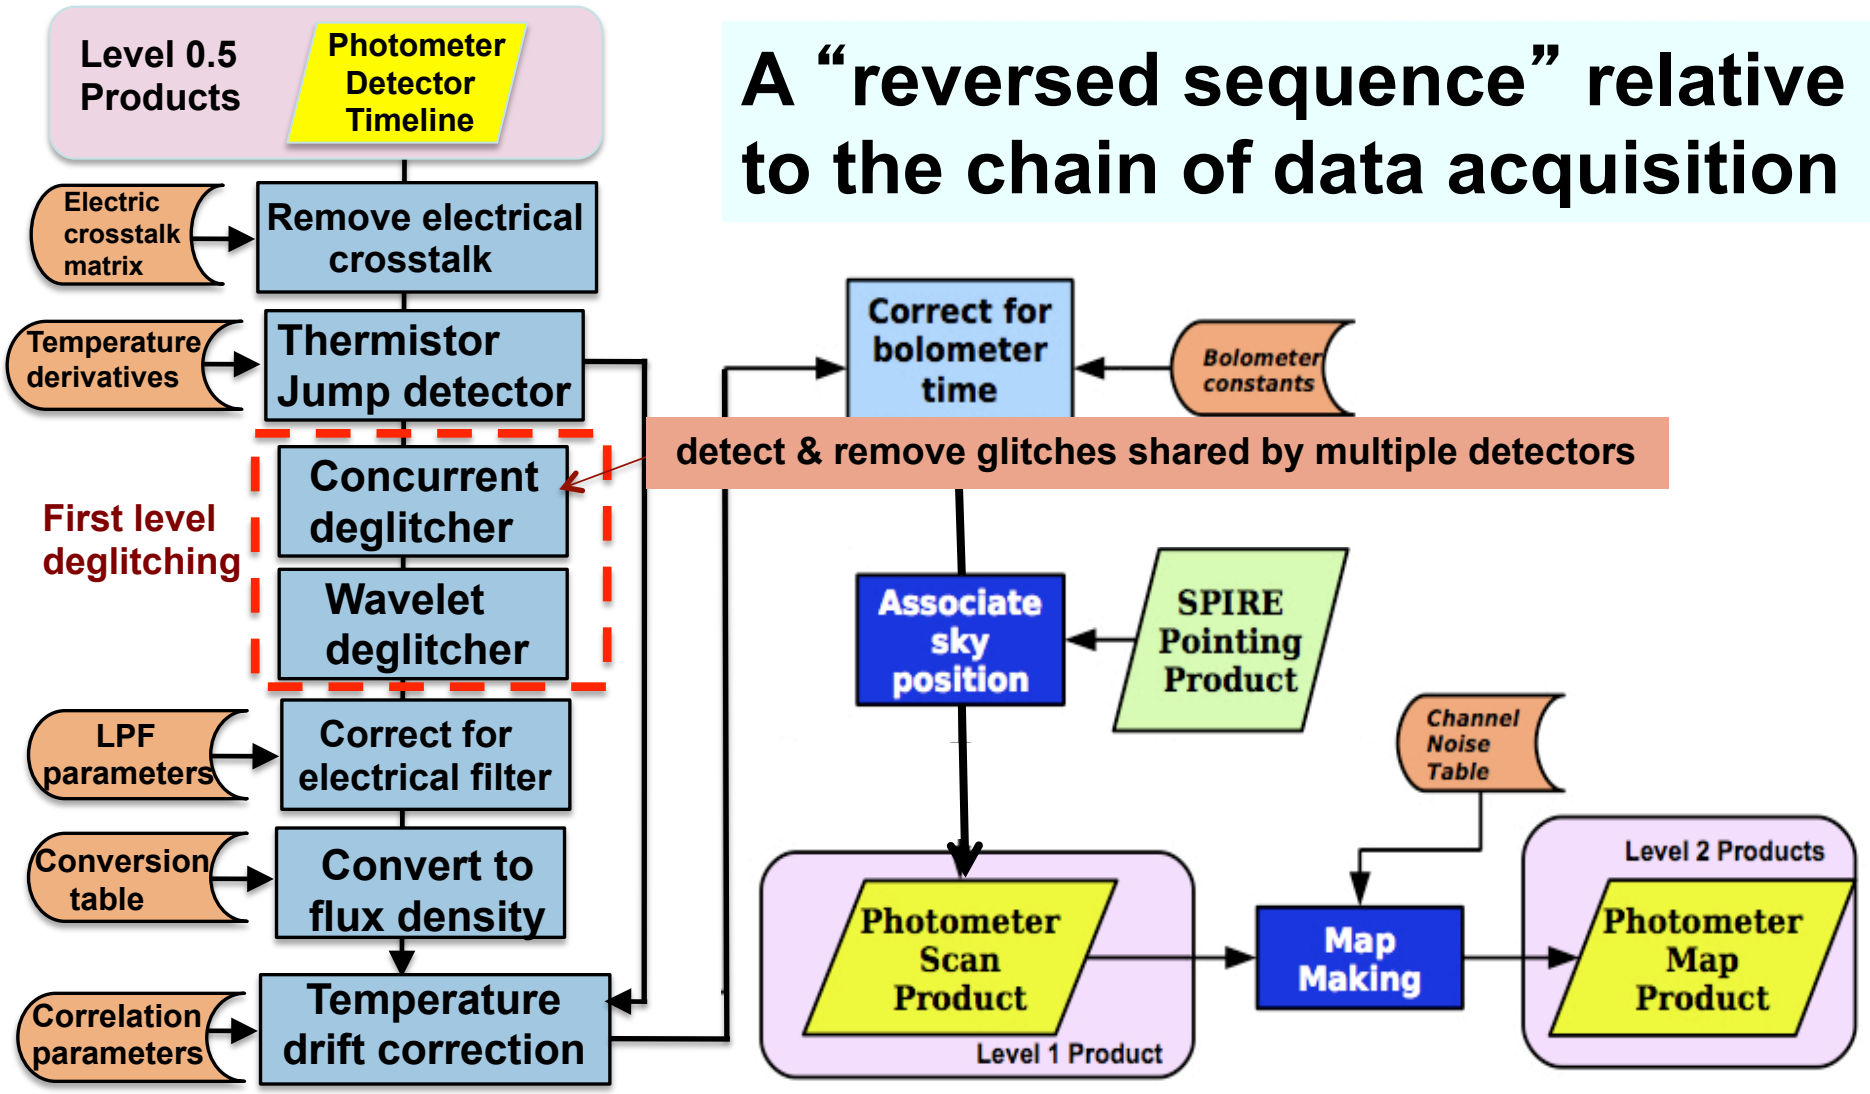 Level 0.5
Products
Photometer
Detector
Timeline
A “reversed sequence” relative
to the chain of data acquisition
Electric
crosstalk
matrix
Remove electrical
crosstalk
Temperature
derivatives
Thermistor
Jump detector
Correct for
bolometer
time
Bolometer
constants
detect & remove glitches shared by multiple detectors
First level
deglitching
Concurrent
deglitcher
Wavelet
deglitcher
Associate
sky
position
SPIRE
Pointing
Product
LPF
parameters
Correct for
electrical filter
Channel
Noise
Table
Conversion
table
Convert to
flux density
Correlation
parameters
Temperature
drift correction
Photometer
Scan
Product
Level 1 Product
Map
Making
Level 2 Products
Photometer
Map
Product